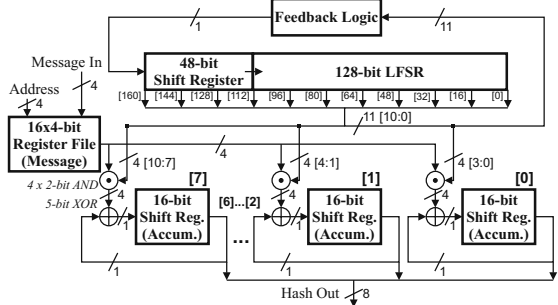 Feedback Logic
1
11
Message In
4
48-bit
Shift Register
128-bit LFSR
Address
4
[160] [144] [128] [112] [96] [80] [64] [48] [32] [16] [0]
16x4-bit
Register File
(Message)
11 [10:0]
4
4 [10:7]
4 [4:1]
4 [3:0]
4 x 2-bit AND
4
4
4
5-bit XOR
[7]
[6]...[2]
[1]
[0]
1
16-bit
Shift Reg.
(Accum.)
...
1
16-bit
Shift Reg.
(Accum.)
1
16-bit
Shift Reg.
(Accum.)
1
1
1
Hash Out
8